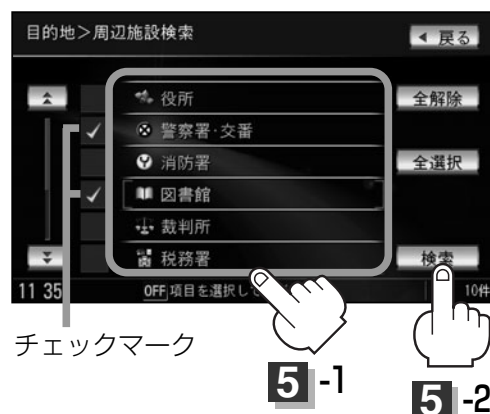 目的地>周辺施設検索
戻る
役所
全解除
警察署・交番
消防署
全選択
図書館
裁判所
税務署
検索
11 35
OFF 項目を選択し
10件
チェックマーク
5-1
5-2